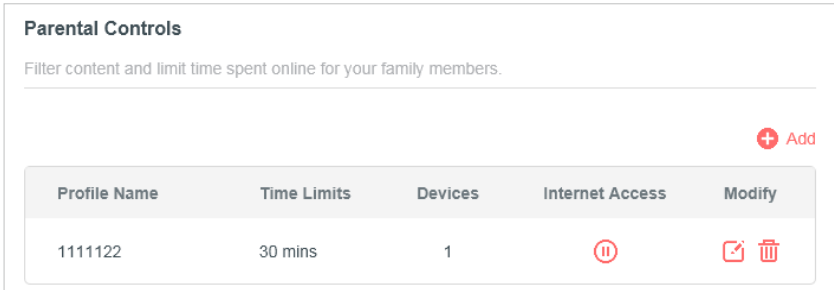 Parental Controls
Filter content and limit time spent online for your family members.
Add
Profile Name Time Limits Devices Internet Access Modify
1111122 30 mins 1